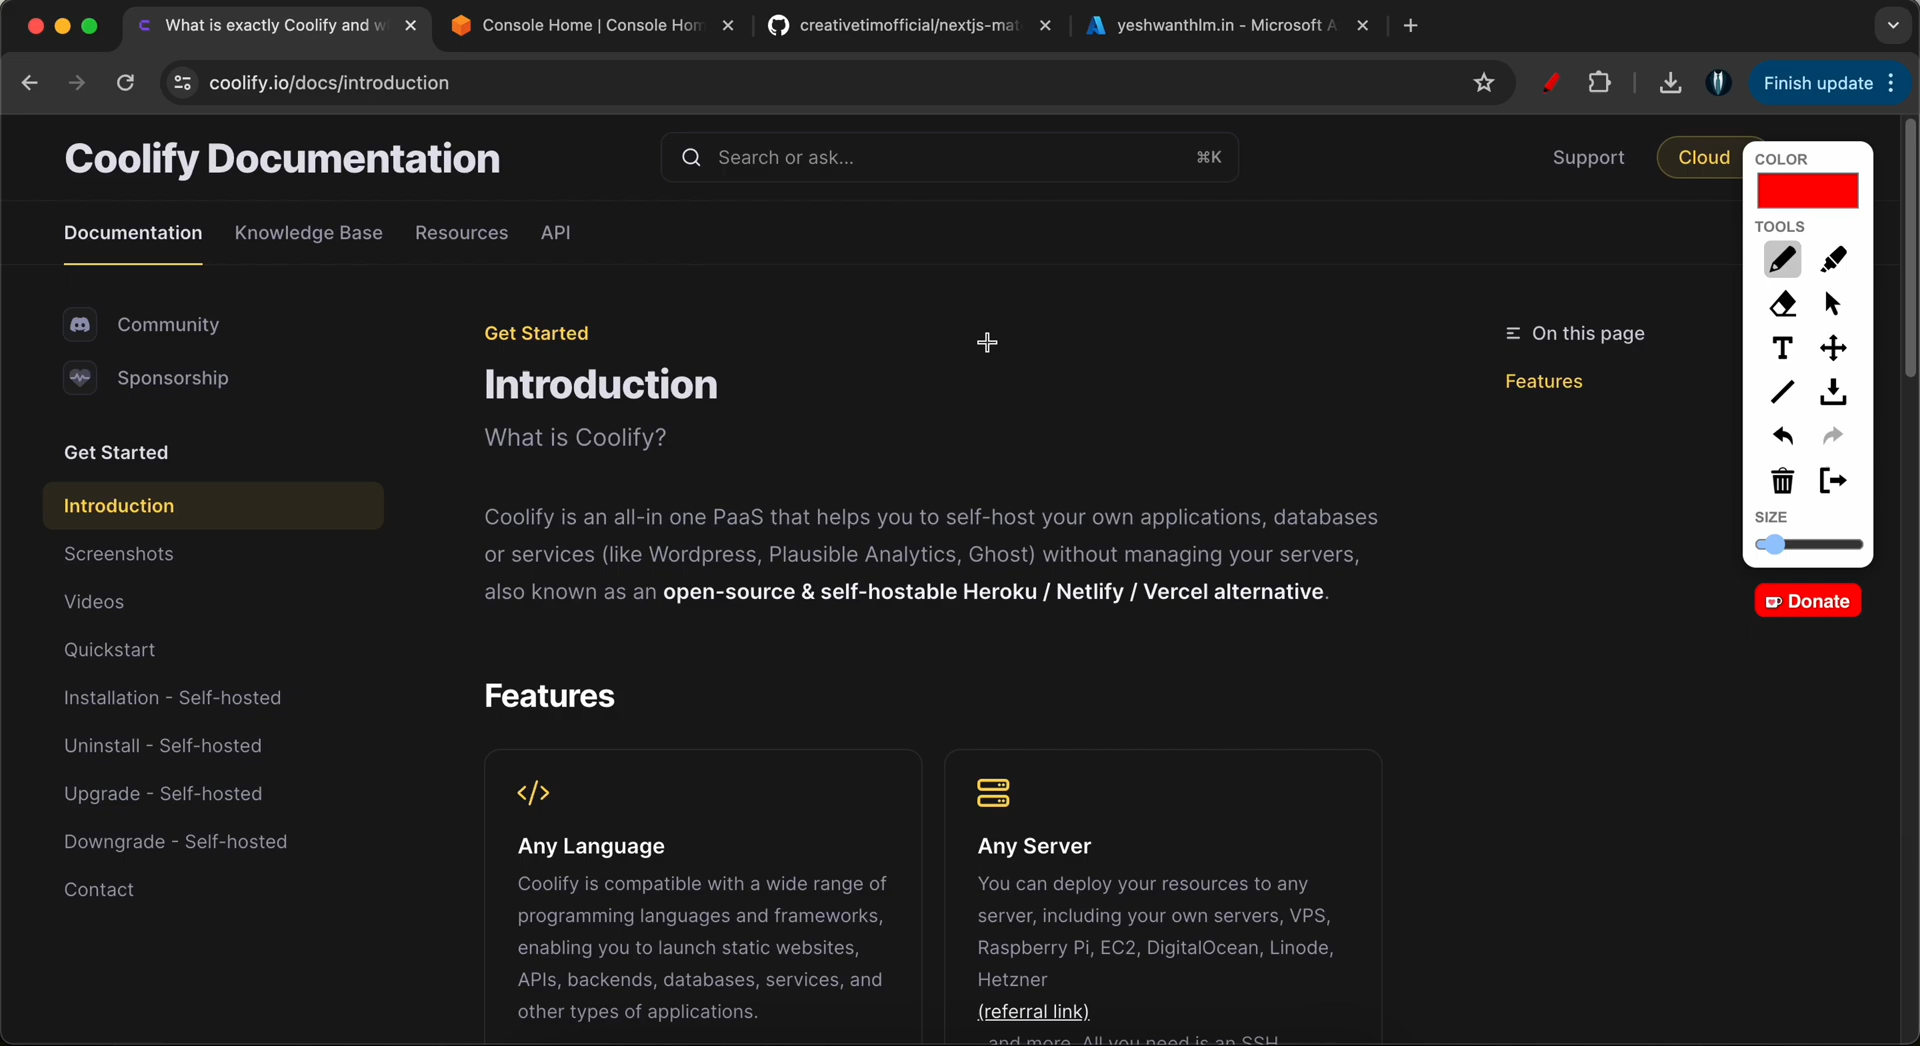 What is exactly Coolify and w
Console Home | Console Hom
creativetimofficial/nextjs-mat
yeshwanthlm.in - Microsoft A
coolify.io/docs/introduction
Finish update
Coolify Documentation
Search or ask...
⌘K
Support
Cloud
Documentation
Knowledge Base
Resources
API
Community
Sponsorship
Get Started
Introduction
Screenshots
Videos
Quickstart
Installation - Self-hosted
Uninstall - Self-hosted
Upgrade - Self-hosted
Downgrade - Self-hosted
Contact
Get Started
Introduction
What is Coolify?
Coolify is an all-in one PaaS that helps you to self-host your own applications, databases
or services (like Wordpress, Plausible Analytics, Ghost) without managing your servers,
also known as an open-source & self-hostable Heroku / Netlify / Vercel alternative.
Features
</>
Any Language
Coolify is compatible with a wide range of
programming languages and frameworks,
enabling you to launch static websites,
APIs, backends, databases, services, and
other types of applications.
Any Server
You can deploy your resources to any
server, including your own servers, VPS,
Raspberry Pi, EC2, DigitalOcean, Linode,
Hetzner
(referral link)
and more. All you need is an SSH
On this page
Features
COLOR
TOOLS
T
SIZE
Donate